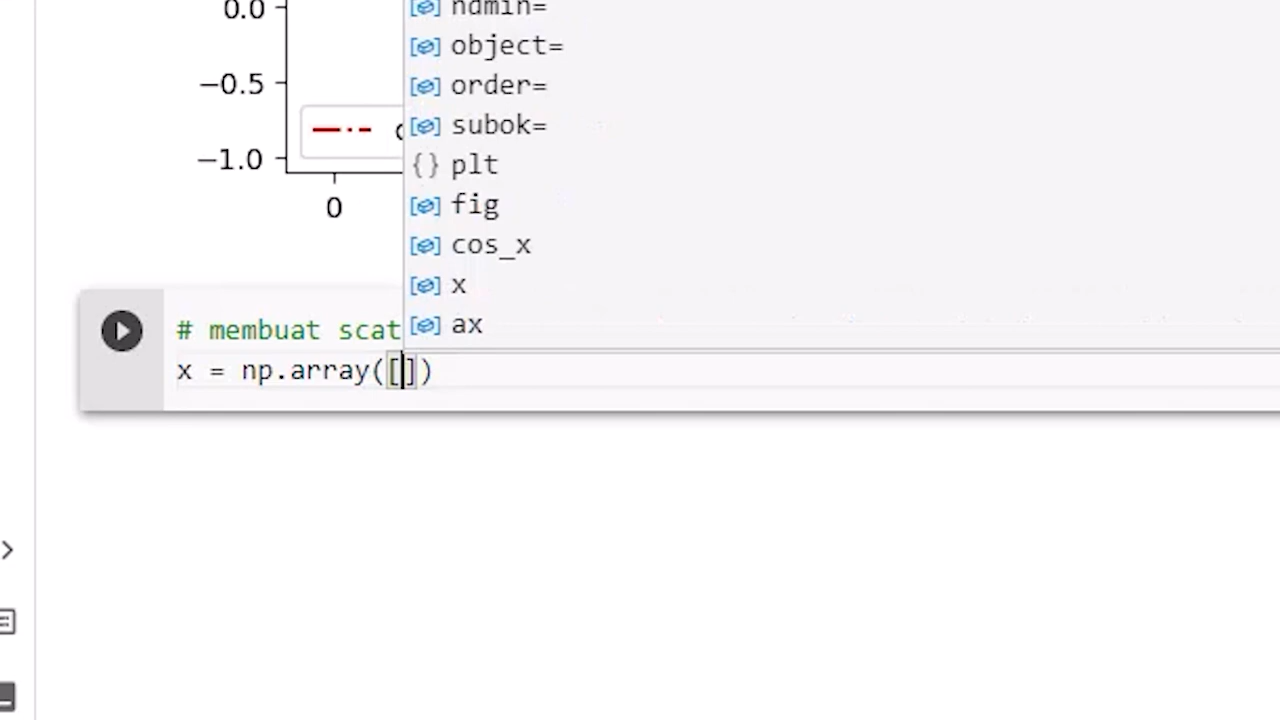 0.0
−0.5
−1.0
0
ndmin=
object=
order=
subok=
{} plt
fig
cos_x
x
ax
# membuat scat
x = np.array([])